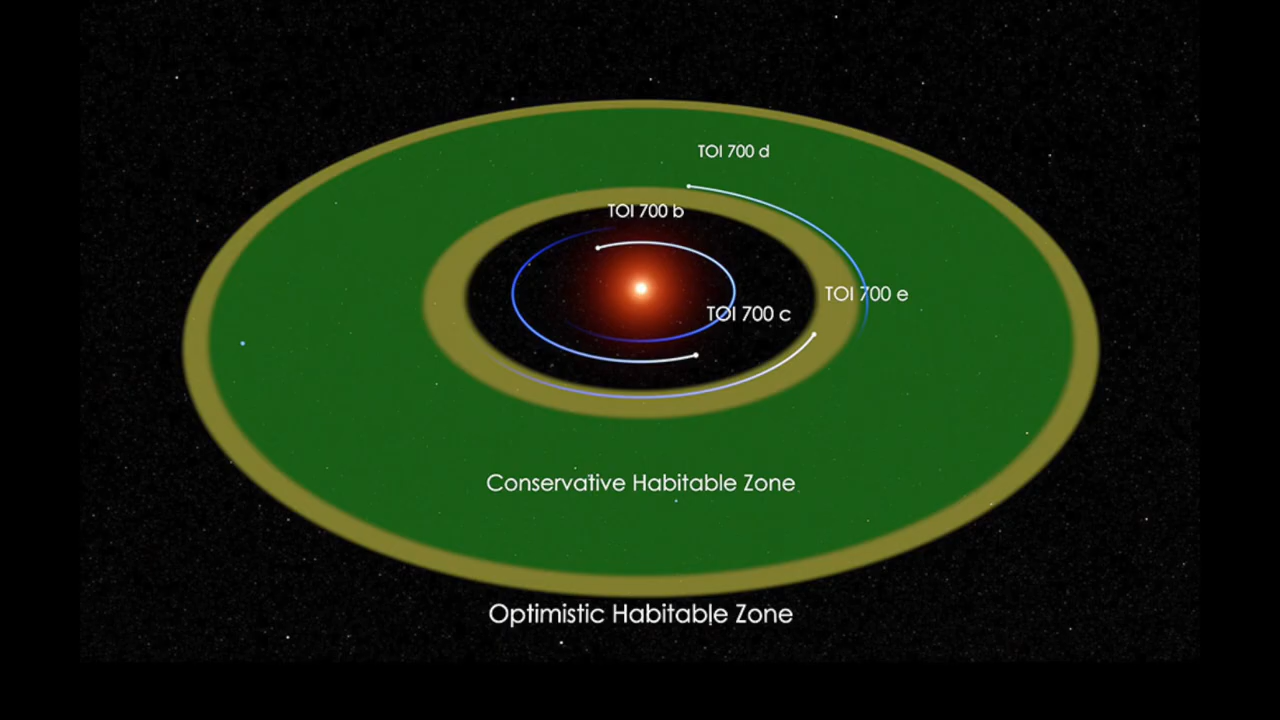 TOI 700 d
TOI 700 b
TOI 700 e
TOI 700 c
Conservative Habitable Zone
Optimistic Habitable Zone